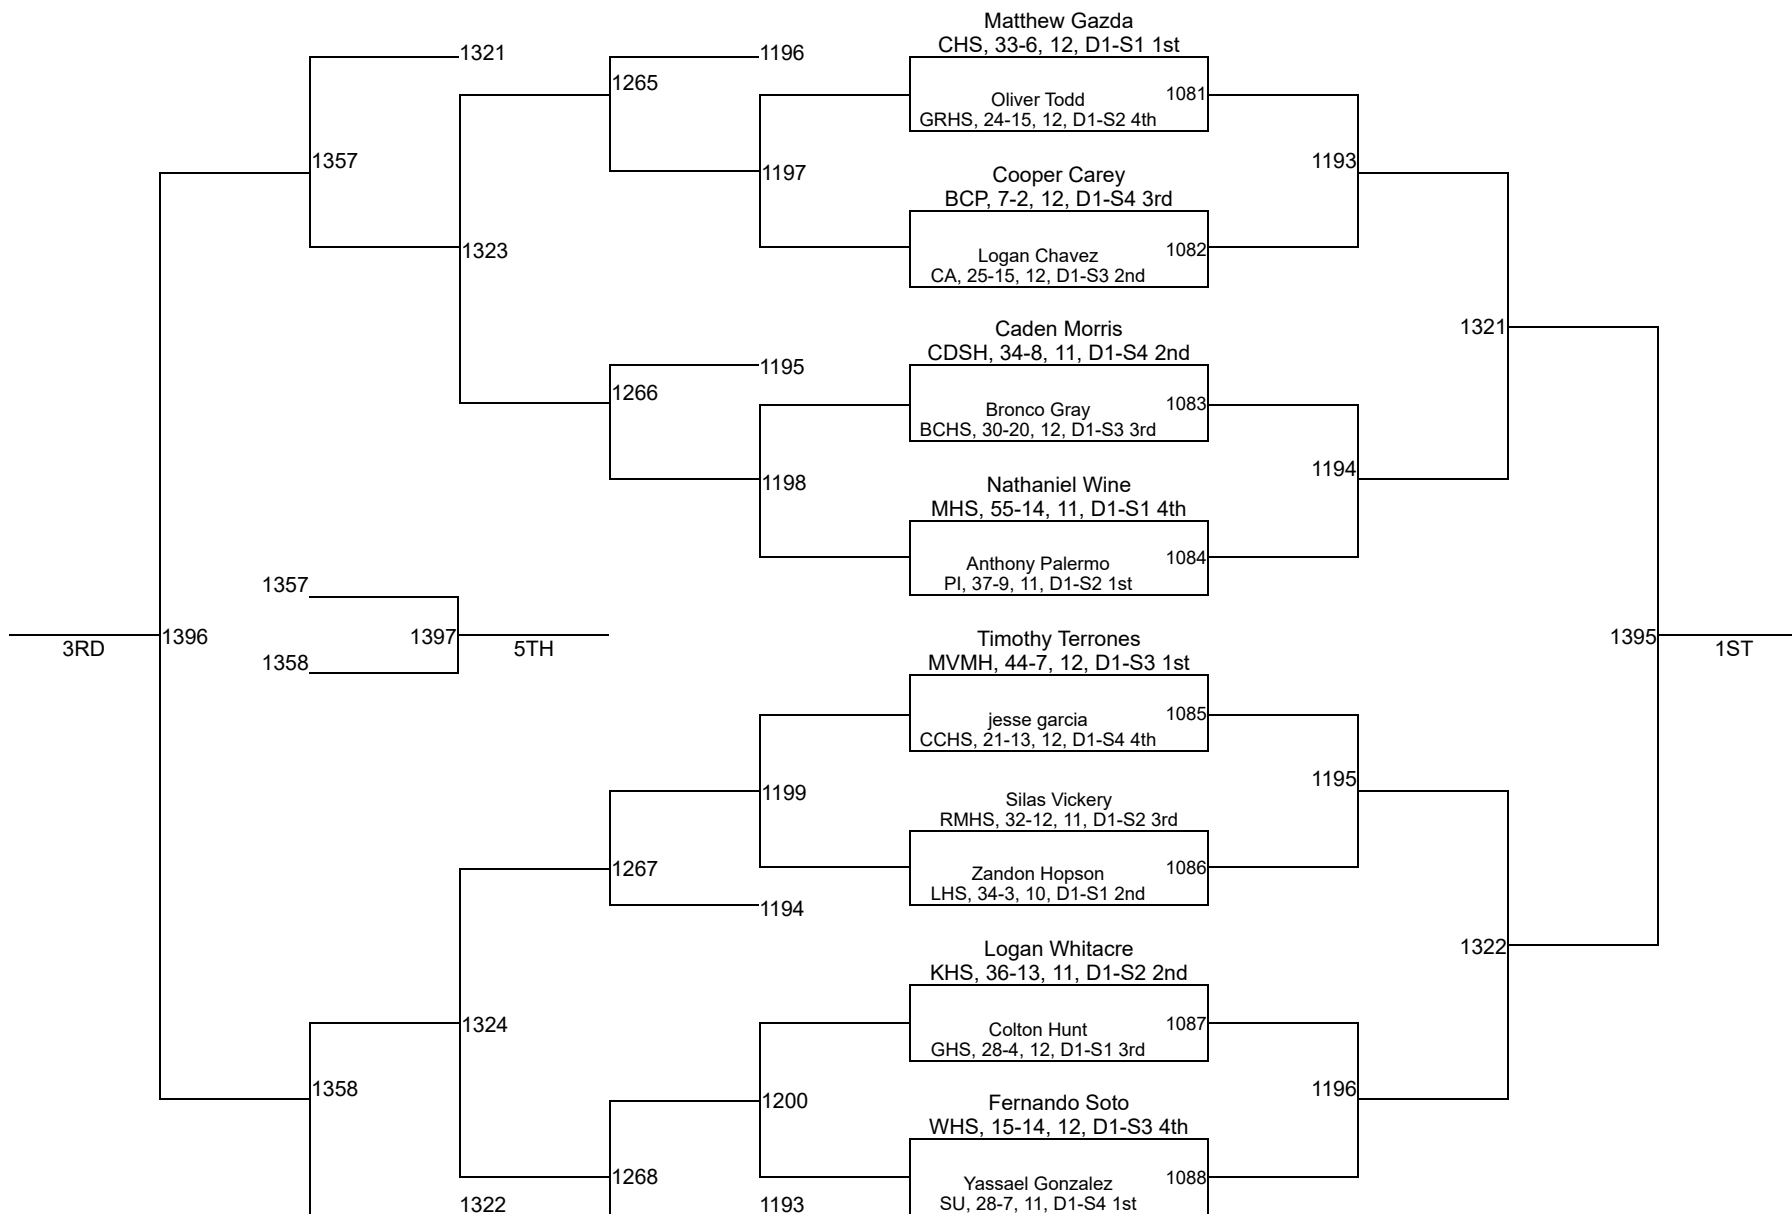 Matthew Gazda
CHS, 33-6, 12, D1-S1 1st
1321
1196
1265
Oliver Todd
1081
GRHS, 24-15, 12, D1-S2 4th
1357
1197
Cooper Carey
BCP, 7-2, 12, D1-S4 3rd
1193
1323
Logan Chavez
1082
CA, 25-15, 12, D1-S3 2nd
Caden Morris
CDSH, 34-8, 11, D1-S4 2nd
1321
1195
1266
Bronco Gray
1083
BCHS, 30-20, 12, D1-S3 3rd
1198
Nathaniel Wine
MHS, 55-14, 11, D1-S1 4th
1194
Anthony Palermo
1084
PI, 37-9, 11, D1-S2 1st
1357
1396
3RD
1397
5TH
1358
Timothy Terrones
MVMH, 44-7, 12, D1-S3 1st
1395
1ST
jesse garcia
1085
CCHS, 21-13, 12, D1-S4 4th
1199
Silas Vickery
RMHS, 32-12, 11, D1-S2 3rd
1195
1267
Zandon Hopson
1086
LHS, 34-3, 10, D1-S1 2nd
1194
Logan Whitacre
KHS, 36-13, 11, D1-S2 2nd
1322
1324
Colton Hunt
1087
GHS, 28-4, 12, D1-S1 3rd
1358
1200
Fernando Soto
WHS, 15-14, 12, D1-S3 4th
1196
1268
Yassael Gonzalez
1088
SU, 28-7, 11, D1-S4 1st
1322
1193